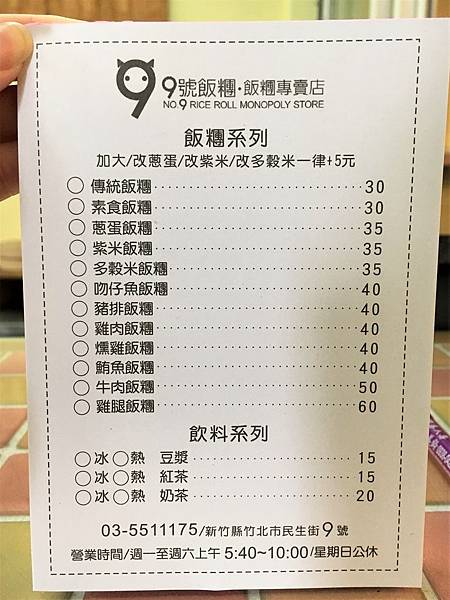 9號飯糰·飯糰專賣店
NO.9 RICE ROLL MONOPOLY STORE
飯糰系列
加大/改蔥蛋/改紫米/改多穀米一律+5元
○傳統飯糰 30
○素食飯糰 30
○蔥蛋飯糰 35
○紫米飯糰 35
○多穀米飯糰 35
○吻仔魚飯糰 40
○豬排飯糰 40
○雞肉飯糰 40
○燻雞飯糰 40
○鮪魚飯糰 40
○牛肉飯糰 50
○雞腿飯糰 60
飲料系列
○冰○熱 豆漿 15
○冰○熱 紅茶 15
○冰○熱 奶茶 20
03-5511175/新竹縣竹北市民生街9號
營業時間/週一至週六上午5:40~10:00/星期日公休